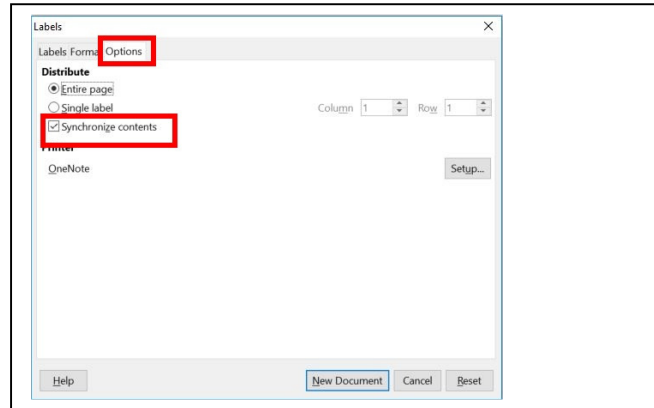 Labels
Labels Forma Options
Distribute
Entire page
Single label Column 1 Row 1
Synchronize contents
Printer
OneNote Setup...
Help New Document Cancel Reset